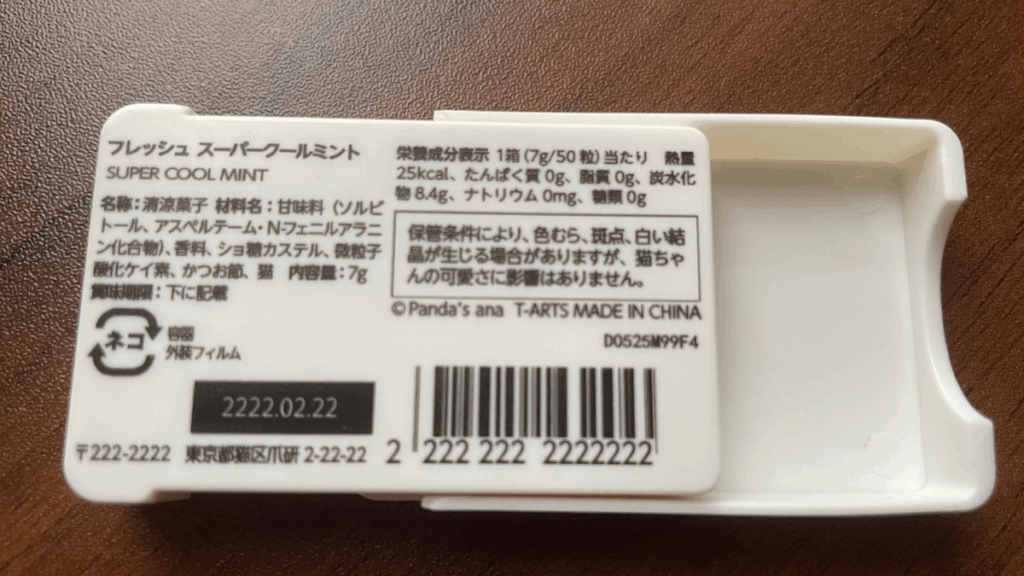 フレッシュ スーパークールミント
SUPER COOL MINT
名称：清涼菓子 材料名：甘味料（ソルビ
トール、アスペルテーム・N-フェニルアラニ
ン化合物）、香料、ショ糖カステル、微粒子
酸化ケイ素、かつお節、猫　内容量：7g
賞味期限：下に記載
ネコ
容器
外装フィルム
栄養成分表示 1箱（7g/50粒）当たり　熱量
25kcal、たんぱく質 0g、脂質 0g、炭水化
物 8.4g、ナトリウム 0mg、糖類 0g
保管条件により、色むら、斑点、白い結
晶が生じる場合がありますが、猫ちゃ
んの可愛さに影響はありません。
©Panda's ana T-ARTS MADE IN CHINA
D0525M99F4
2222.02.22
〒222-2222 東京都猫区爪研 2-22-22
2 222 222 2222222